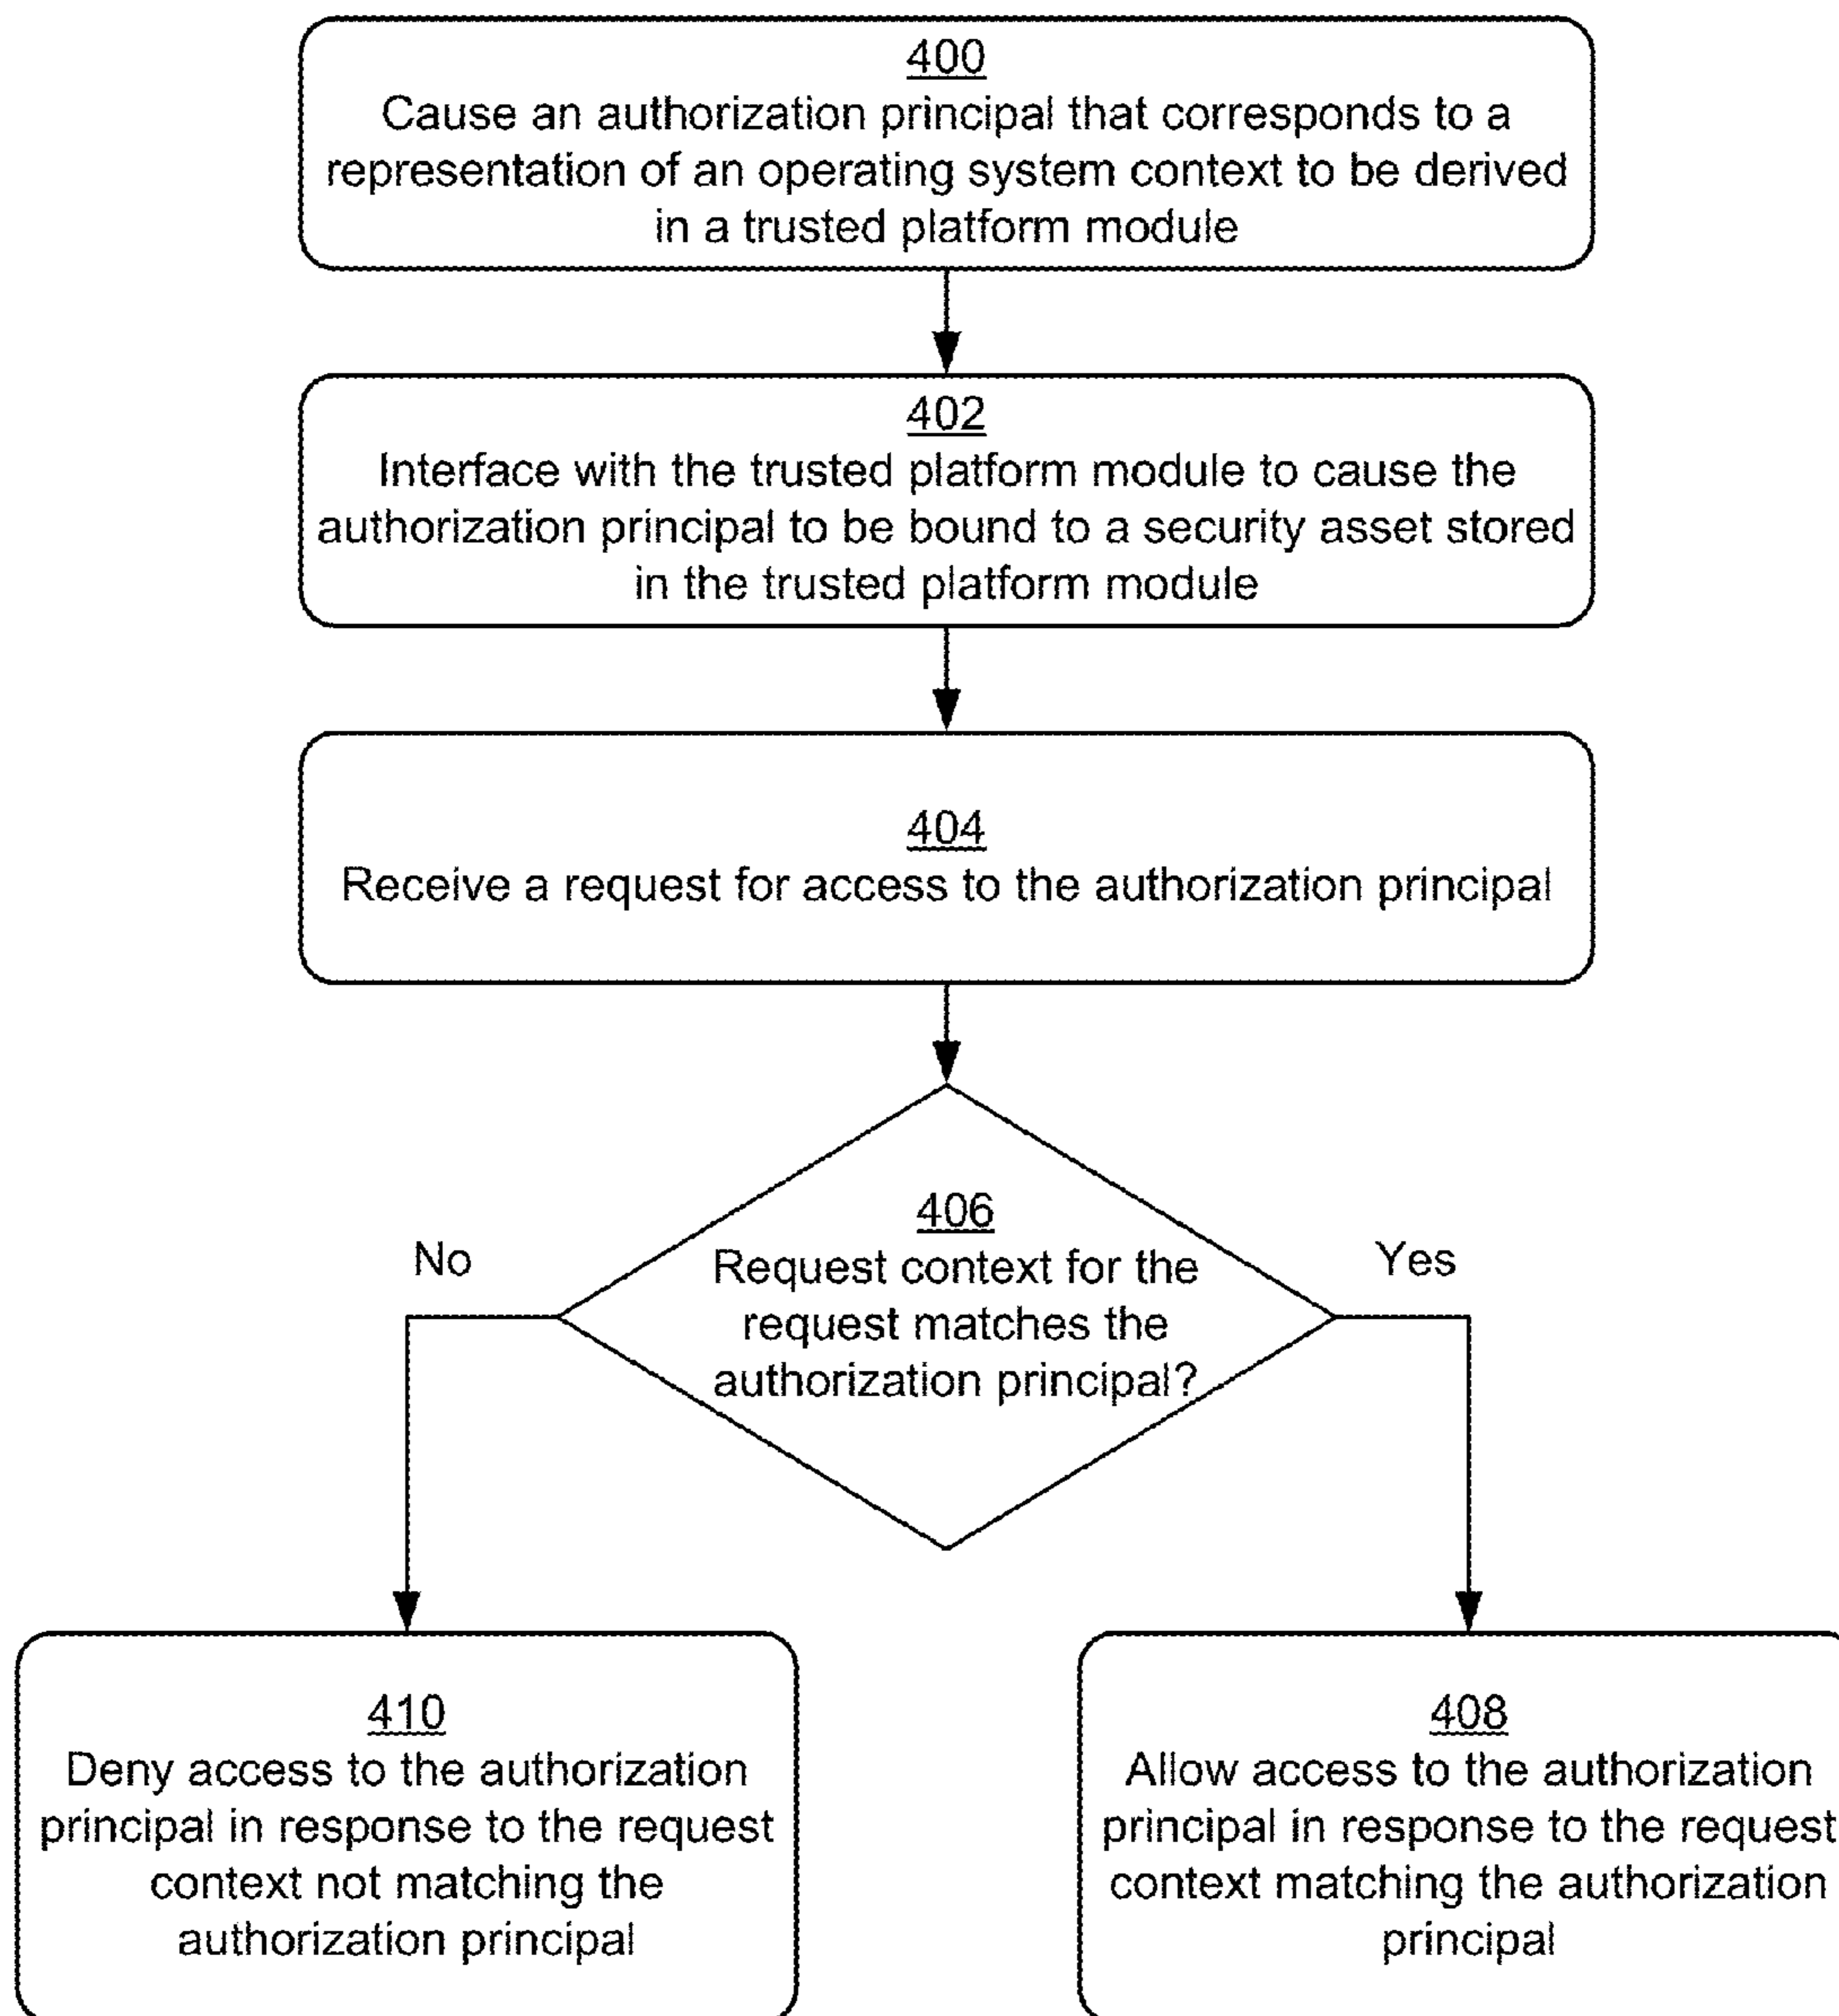 400
Cause an authorization principal that corresponds to a
representation of an operating system context to be derived
in a trusted platform module
402
Interface with the trusted platform module to cause the
authorization principal to be bound to a security asset stored
in the trusted platform module
404
Receive a request for access to the authorization principal
406
Request context for the
request matches the
authorization principal?
No
Yes
410
Deny access to the authorization
principal in response to the request
context not matching the
authorization principal
408
Allow access to the authorization
principal in response to the request
context matching the authorization
principal